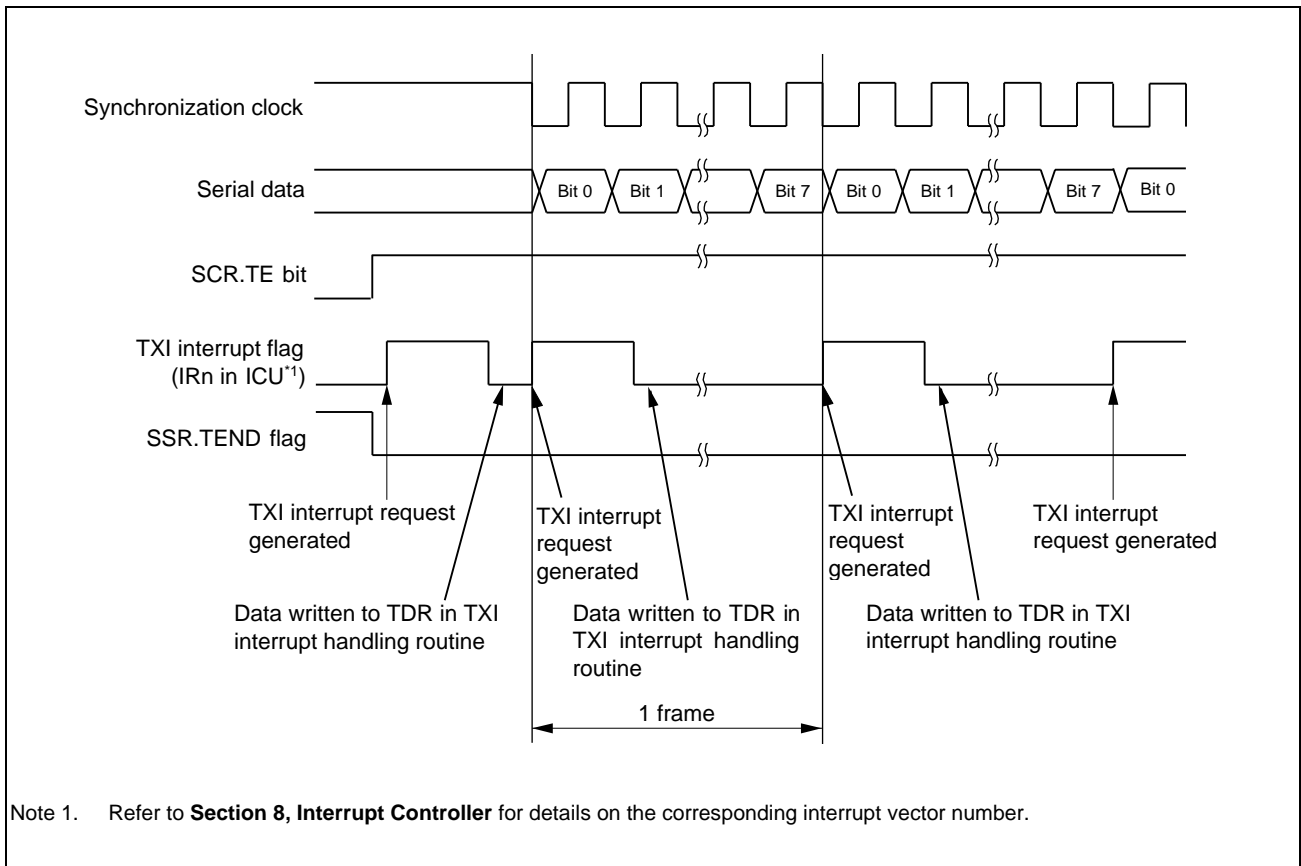 Synchronization clock
Serial data
Bit 0 Bit 1 Bit 7 Bit 0 Bit 1 Bit 7 Bit 0
SCR.TE bit
TXI interrupt flag
(IRn in ICU*1)
SSR.TEND flag
TXI interrupt request
generated
TXI interrupt
request
generated
TXI interrupt
request
generated
TXI interrupt
request generated
Data written to TDR in TXI
interrupt handling routine
Data written to TDR in
TXI interrupt handling
routine
Data written to TDR in TXI
interrupt handling routine
1 frame
Note 1. Refer to Section 8, Interrupt Controller for details on the corresponding interrupt vector number.